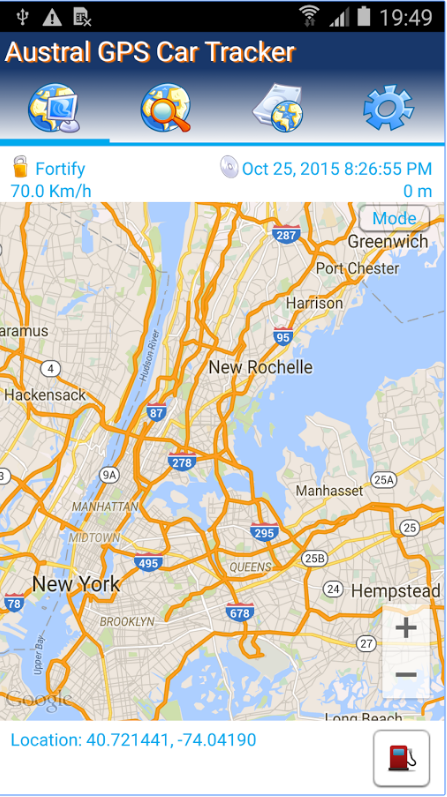 19:49
Austral GPS Car Tracker
Fortify
Oct 25, 2015 8:26:55 PM
70.0 Km/h
0 m
Mode
287
Greenwich
Port Chester
Harrison
aramus
95
4
New Rochelle
Hudson River
Hackensack
87
278
9A
25A
Manhasset
MANHATTAN
25
MIDTOWN
295
25B
495
QUEENS
New York
24
Hempstead
78
678
BROOKLYN
+
27
Upper Bay
−
Google
Long Beach
Location: 40.721441, -74.04190